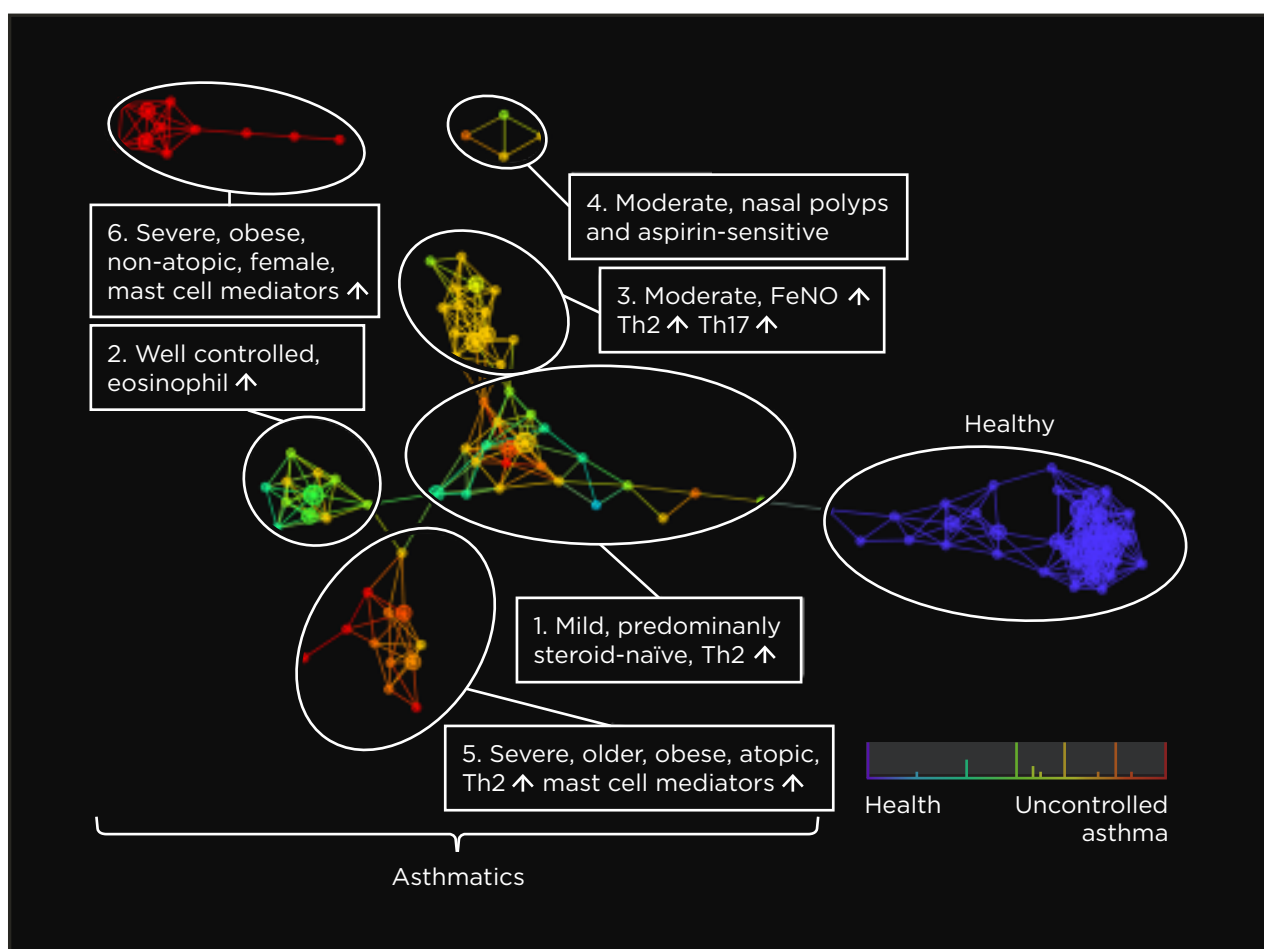 4. Moderate, nasal polyps
and aspirin-sensitive
6. Severe, obese,
non-atopic, female,
mast cell mediators ↑
3. Moderate, FeNO ↑
Th2 ↑ Th17 ↑
2. Well controlled,
eosinophil ↑
Healthy
1. Mild, predominanly
steroid-naïve, Th2 ↑
5. Severe, older, obese, atopic,
Th2 ↑ mast cell mediators ↑
Health
Uncontrolled
asthma
Asthmatics